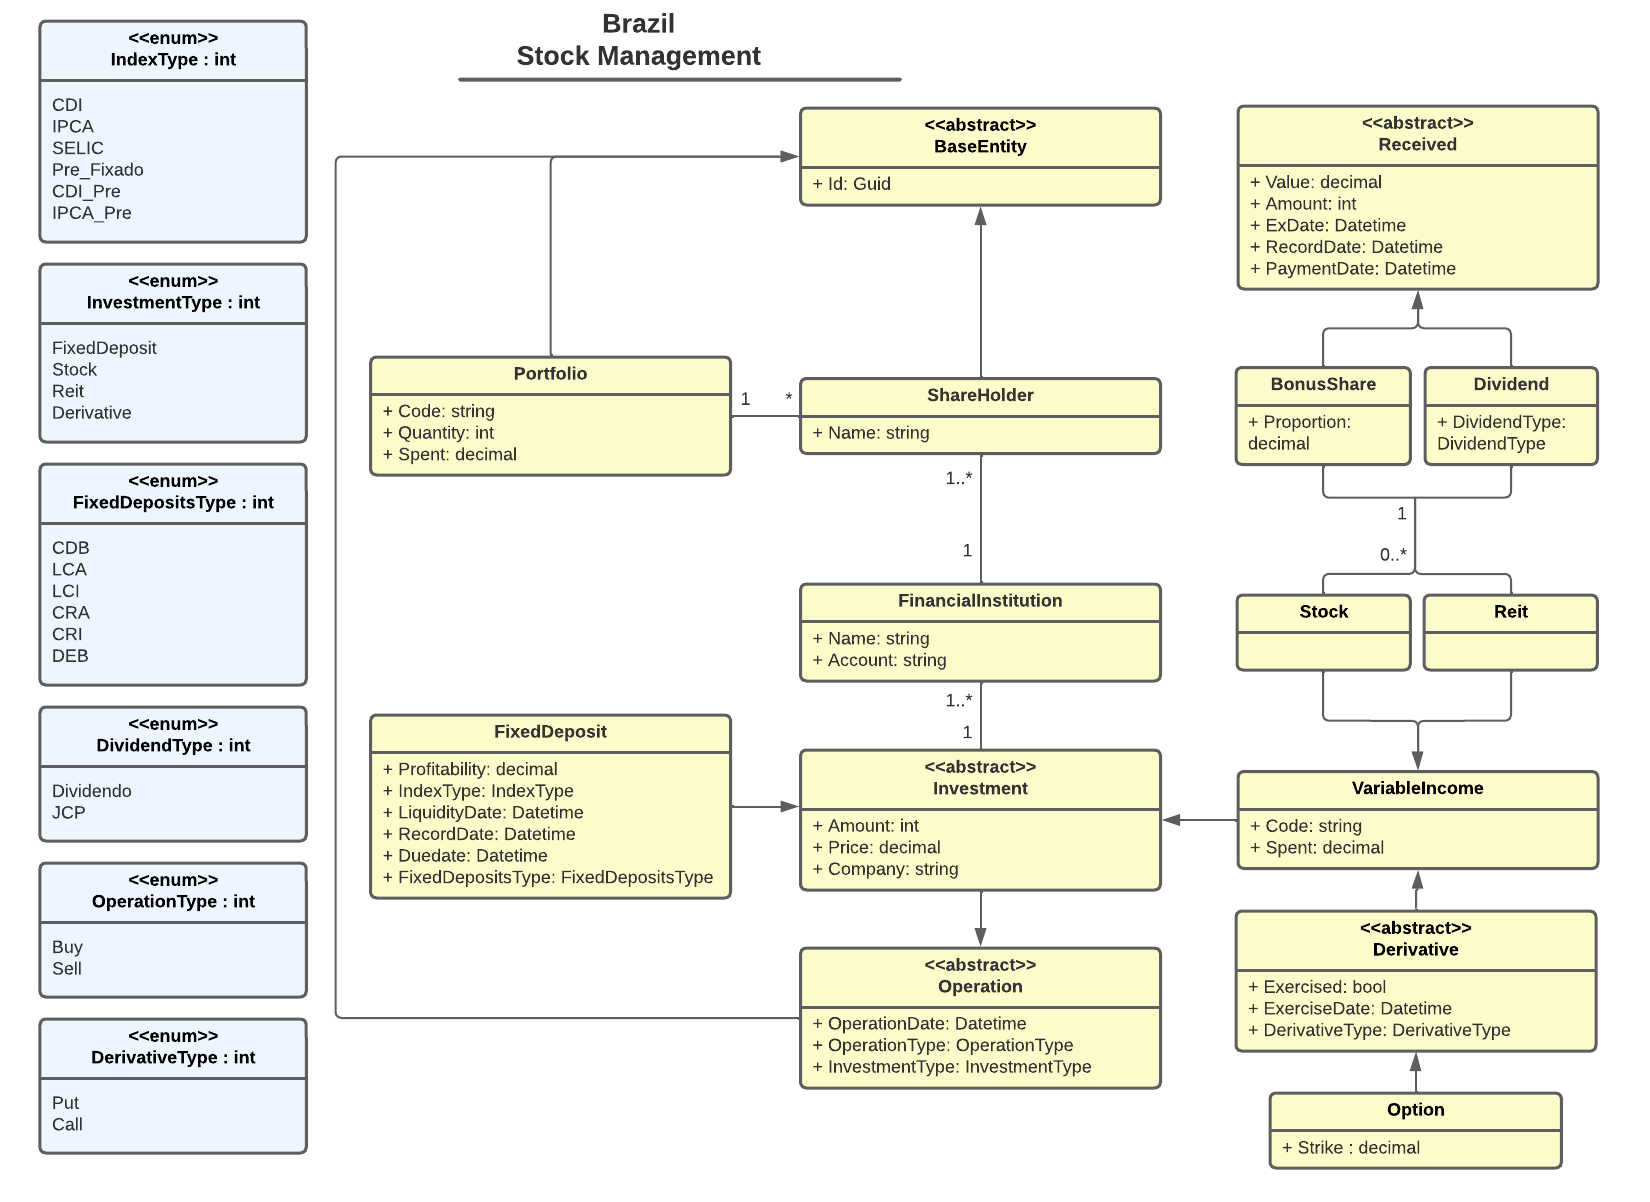 Brazil
Stock Management
<<enum>>
IndexType : int
CDI
IPCA
SELIC
Pre_Fixado
CDI_Pre
IPCA_Pre
<<enum>>
InvestmentType : int
FixedDeposit
Stock
Reit
Derivative
<<enum>>
FixedDepositsType : int
CDB
LCA
LCI
CRA
CRI
DEB
<<enum>>
DividendType : int
Dividendo
JCP
<<enum>>
OperationType : int
Buy
Sell
<<enum>>
DerivativeType : int
Put
Call
<<abstract>>
BaseEntity
+ Id: Guid
Portfolio
+ Code: string
+ Quantity: int
+ Spent: decimal
1
*
ShareHolder
+ Name: string
1..*
1
FinancialInstitution
+ Name: string
+ Account: string
1..*
1
FixedDeposit
+ Profitability: decimal
+ IndexType: IndexType
+ LiquidityDate: Datetime
+ RecordDate: Datetime
+ Duedate: Datetime
+ FixedDepositsType: FixedDepositsType
<<abstract>>
Investment
+ Amount: int
+ Price: decimal
+ Company: string
<<abstract>>
Operation
+ OperationDate: Datetime
+ OperationType: OperationType
+ InvestmentType: InvestmentType
<<abstract>>
Received
+ Value: decimal
+ Amount: int
+ ExDate: Datetime
+ RecordDate: Datetime
+ PaymentDate: Datetime
BonusShare
+ Proportion:
decimal
Dividend
+ DividendType:
DividendType
1
0..*
Stock
Reit
VariableIncome
+ Code: string
+ Spent: decimal
<<abstract>>
Derivative
+ Exercised: bool
+ ExerciseDate: Datetime
+ DerivativeType: DerivativeType
Option
+ Strike : decimal